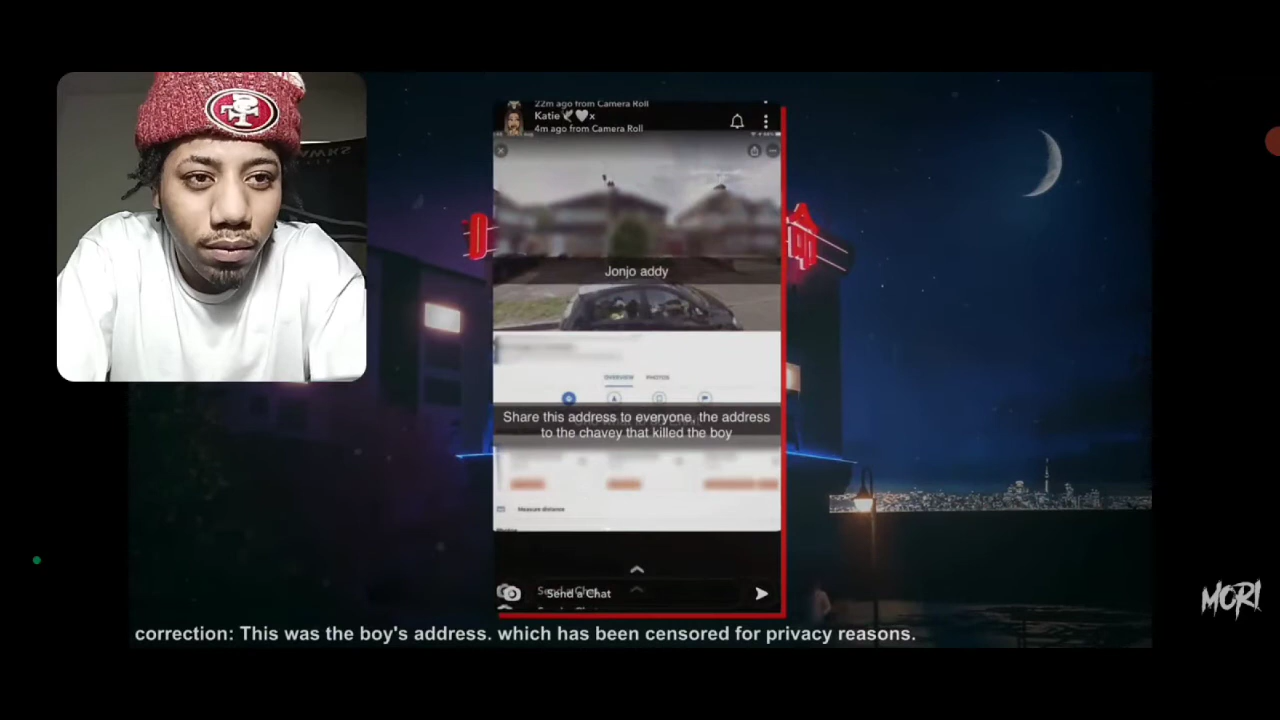 22m ago from Camera Roll
Katie 🕊🤍x
4m ago from Camera Roll
Jonjo addy
OVERVIEW PHOTOS
Share this address to everyone, the address
to the chavey that killed the boy
Measure distance
Send a Chat
命
correction: This was the boy's address. which has been censored for privacy reasons.
MORI